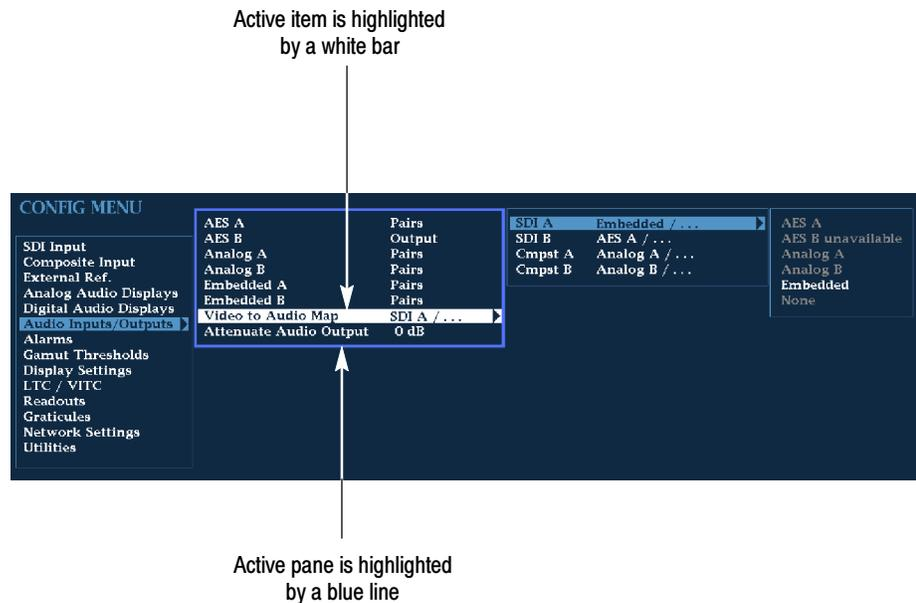 Active item is highlighted
by a white bar
CONFIG MENU
SDI Input
Composite Input
External Ref.
Analog Audio Displays
Digital Audio Displays
Audio Inputs/Outputs
Alarms
Gamut Thresholds
Display Settings
LTC / VITC
Readouts
Graticules
Network Settings
Utilities
AES A Pairs
AES B Output
Analog A Pairs
Analog B Pairs
Embedded A Pairs
Embedded B Pairs
Video to Audio Map SDI A / ...
Attenuate Audio Output 0 dB
SDI A Embedded / ...
SDI B AES A / ...
Cmpst A Analog A / ...
Cmpst B Analog B / ...
AES A
AES B unavailable
Analog A
Analog B
Embedded
None
Active pane is highlighted
by a blue line